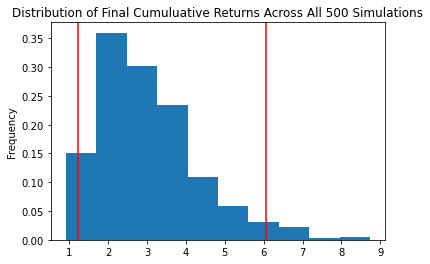 Distribution of Final Cumuluative Returns Across All 500 Simulations
Frequency
0.35
0.30
0.25
0.20
0.15
0.10
0.05
0.00
1 2 3 4 5 6 7 8 9